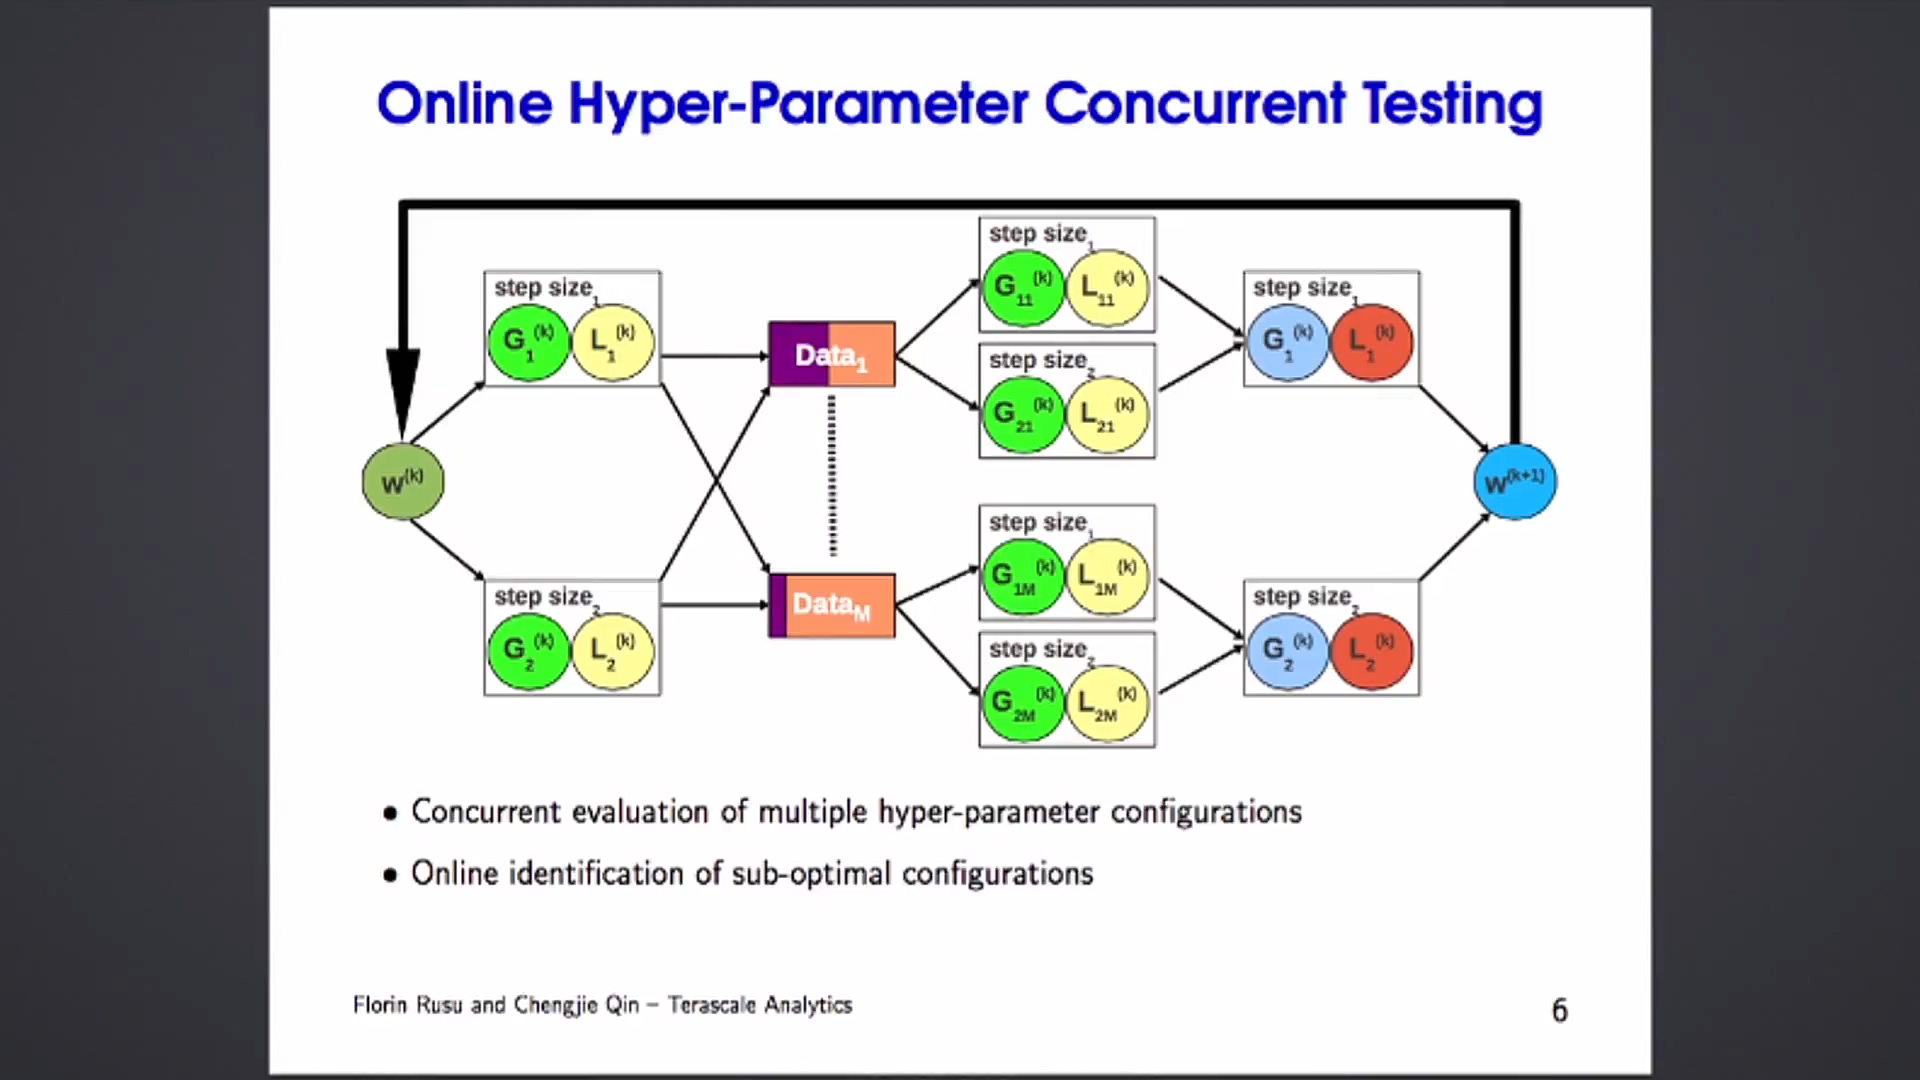 Online Hyper-Parameter Concurrent Testing
step size1
G1(k) L1(k)
step size2
G2(k) L2(k)
w(k)
Data1
DataM
step size1
G11(k) L11(k)
step size2
G21(k) L21(k)
step size1
G1M(k) L1M(k)
step size2
G2M(k) L2M(k)
step size1
G1(k) L1(k)
step size2
G2(k) L2(k)
w(k+1)
• Concurrent evaluation of multiple hyper-parameter configurations
• Online identification of sub-optimal configurations
Florin Rusu and Chengjie Qin – Terascale Analytics
6